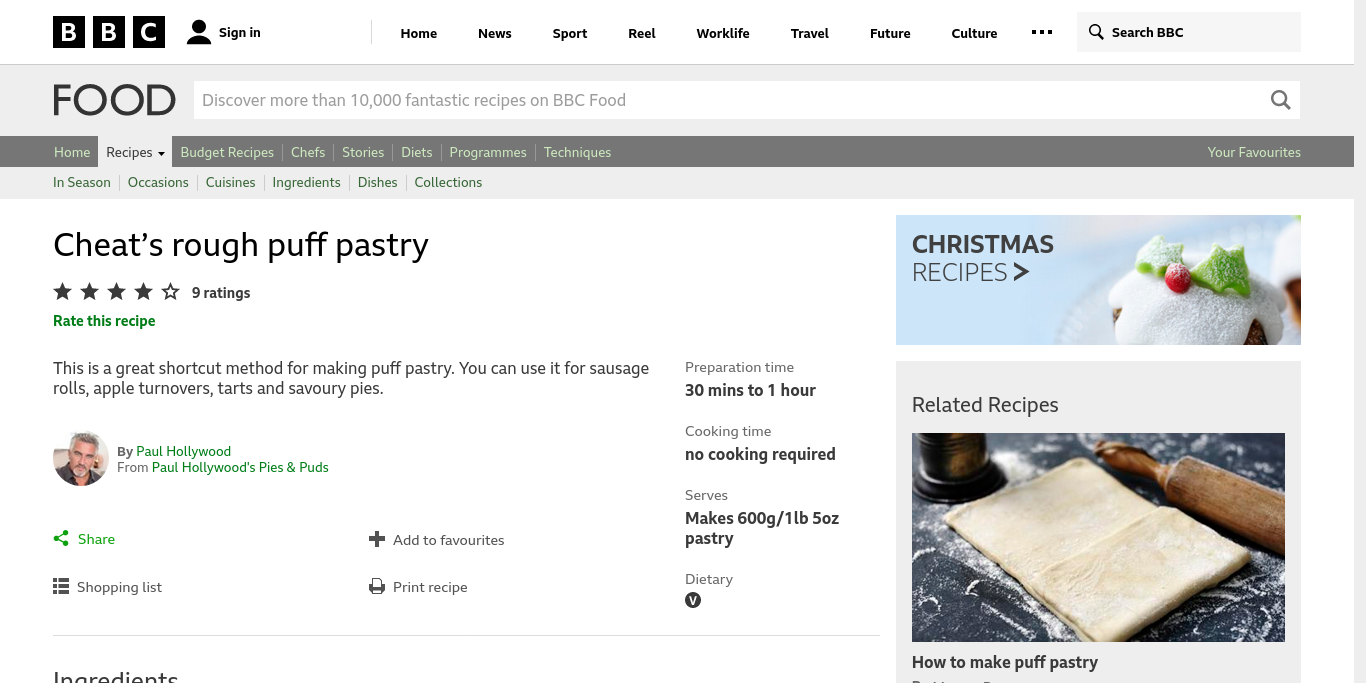 BBC
Sign in
Home
News
Sport
Reel
Worklife
Travel
Future
Culture
Search BBC
FOOD
Discover more than 10,000 fantastic recipes on BBC Food
Home
Recipes
Budget Recipes
Chefs
Stories
Diets
Programmes
Techniques
Your Favourites
In Season
Occasions
Cuisines
Ingredients
Dishes
Collections
Cheat’s rough puff pastry
9 ratings
Rate this recipe
This is a great shortcut method for making puff pastry. You can use it for sausage
rolls, apple turnovers, tarts and savoury pies.
By Paul Hollywood
From Paul Hollywood's Pies & Puds
Share
Add to favourites
Shopping list
Print recipe
Preparation time
30 mins to 1 hour
Cooking time
no cooking required
Serves
Makes 600g/1lb 5oz
pastry
Dietary
V
CHRISTMAS
RECIPES >
Related Recipes
How to make puff pastry
Ingredients